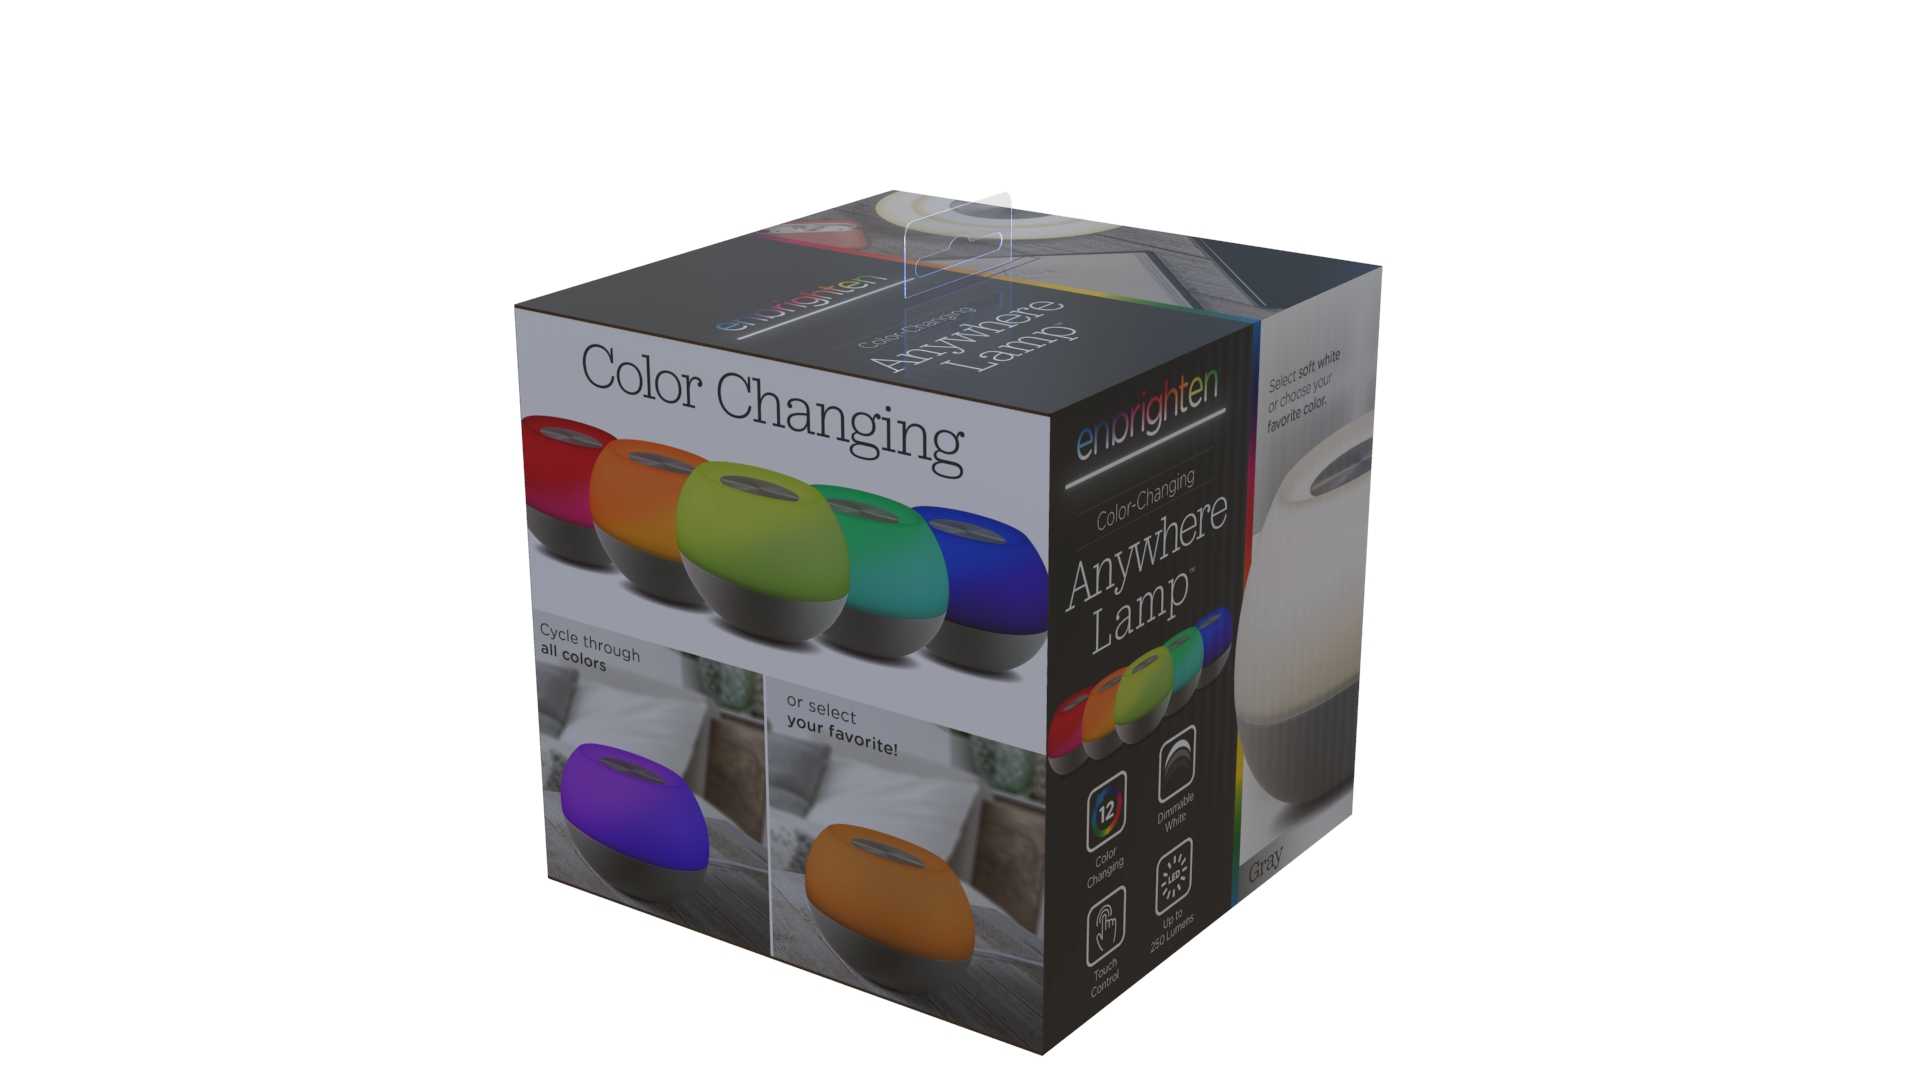 enbrighten
Color-Changing
Anywhere
Lamp
Color Changing
Cycle through
all colors
or select
your favorite!
enbrighten
Color-Changing
Anywhere
Lamp™
12
Color
Changing
Dimmable
White
Touch
Control
LED
Up to
250 Lumens
Select soft white
or choose your
favorite color.
Gray